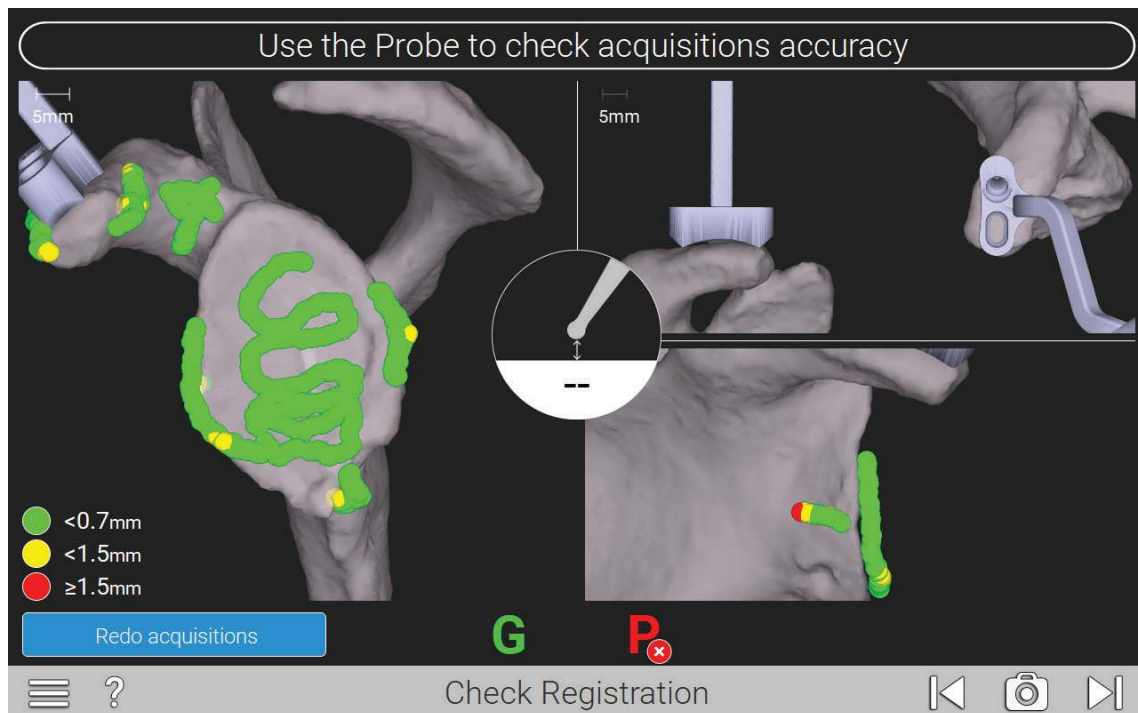 Use the Probe to check acquisitions accuracy
5mm
5mm
--
<0.7mm
<1.5mm
≥1.5mm
Redo acquisitions
G
P
?
Check Registration